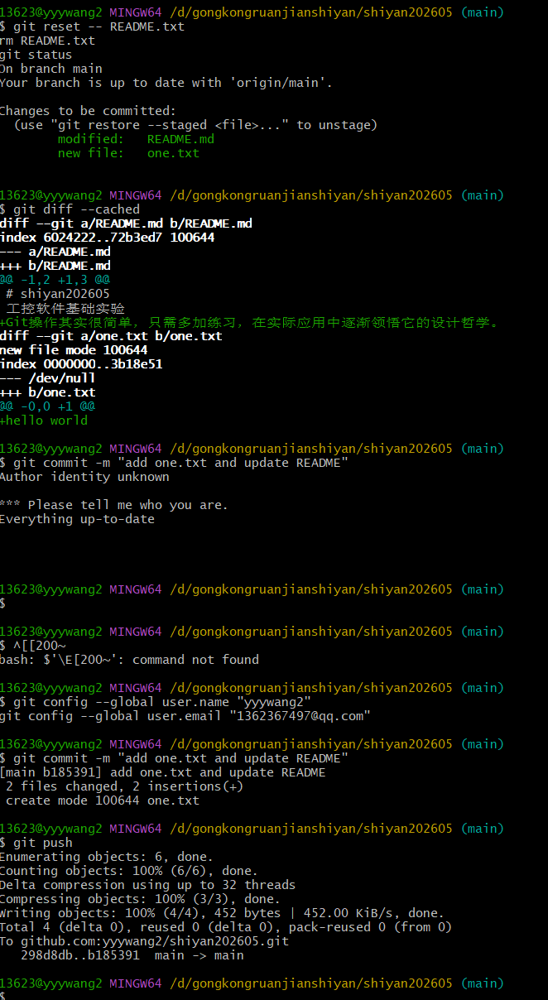 13623@yyywang2 MINGW64 /d/gongkongruanjianshiyan/shiyan202605 (main)
$ git reset -- README.txt
rm README.txt
git status
On branch main
Your branch is up to date with 'origin/main'.
Changes to be committed:
  (use "git restore --staged <file>..." to unstage)
        modified:   README.md
        new file:   one.txt
13623@yyywang2 MINGW64 /d/gongkongruanjianshiyan/shiyan202605 (main)
$ git diff --cached
diff --git a/README.md b/README.md
index 6024222..72b3ed7 100644
--- a/README.md
+++ b/README.md
@@ -1,2 +1,3 @@
 # shiyan202605
 工控软件基础实验
+Git操作其实很简单，只需多加练习，在实际应用中逐渐领悟它的设计哲学。
diff --git a/one.txt b/one.txt
new file mode 100644
index 0000000..3b18e51
--- /dev/null
+++ b/one.txt
@@ -0,0 +1 @@
+hello world
13623@yyywang2 MINGW64 /d/gongkongruanjianshiyan/shiyan202605 (main)
$ git commit -m "add one.txt and update README"
Author identity unknown
*** Please tell me who you are.
Everything up-to-date
13623@yyywang2 MINGW64 /d/gongkongruanjianshiyan/shiyan202605 (main)
$
13623@yyywang2 MINGW64 /d/gongkongruanjianshiyan/shiyan202605 (main)
$ ^[[200~
bash: $'\E[200~': command not found
13623@yyywang2 MINGW64 /d/gongkongruanjianshiyan/shiyan202605 (main)
$ git config --global user.name "yyywang2"
git config --global user.email "1362367497@qq.com"
13623@yyywang2 MINGW64 /d/gongkongruanjianshiyan/shiyan202605 (main)
$ git commit -m "add one.txt and update README"
[main b185391] add one.txt and update README
 2 files changed, 2 insertions(+)
 create mode 100644 one.txt
13623@yyywang2 MINGW64 /d/gongkongruanjianshiyan/shiyan202605 (main)
$ git push
Enumerating objects: 6, done.
Counting objects: 100% (6/6), done.
Delta compression using up to 32 threads
Compressing objects: 100% (3/3), done.
Writing objects: 100% (4/4), 452 bytes | 452.00 KiB/s, done.
Total 4 (delta 0), reused 0 (delta 0), pack-reused 0 (from 0)
To github.com:yyywang2/shiyan202605.git
   298d8db..b185391  main -> main
13623@yyywang2 MINGW64 /d/gongkongruanjianshiyan/shiyan202605 (main)
$